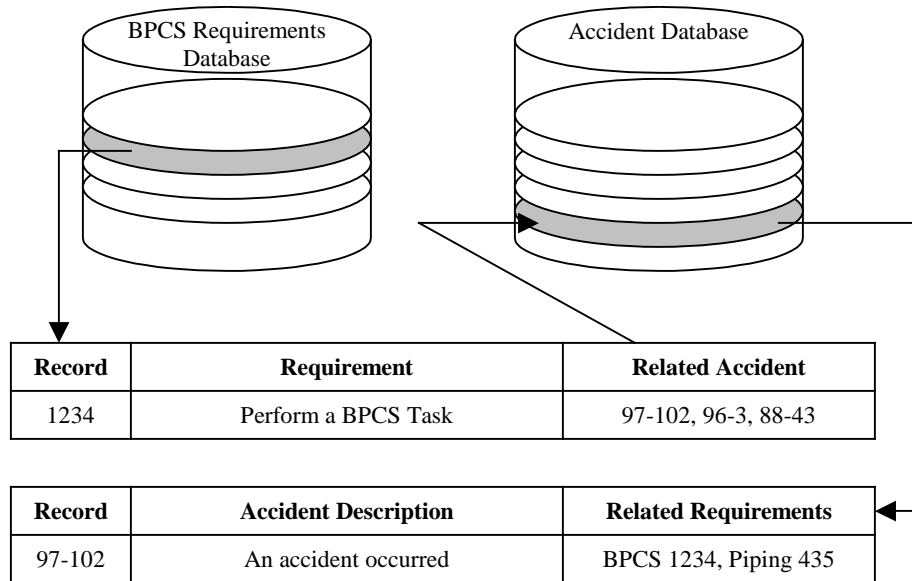 BPCS Requirements
Database
Accident Database
Record Requirement Related Accident
1234 Perform a BPCS Task 97-102, 96-3, 88-43
Record Accident Description Related Requirements
97-102 An accident occurred BPCS 1234, Piping 435